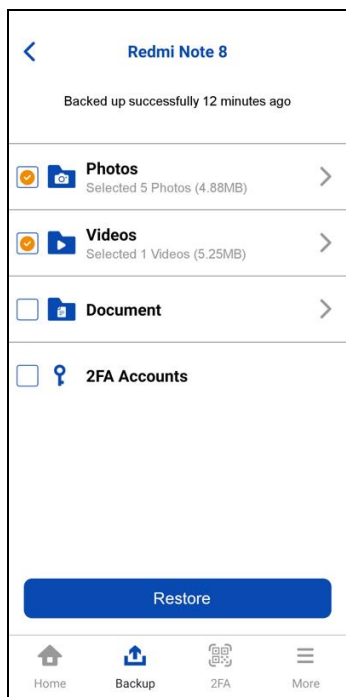 Redmi Note 8
Backed up successfully 12 minutes ago
Photos
Selected 5 Photos (4.88MB)
Videos
Selected 1 Videos (5.25MB)
Document
2FA Accounts
Restore
Home Backup 2FA More